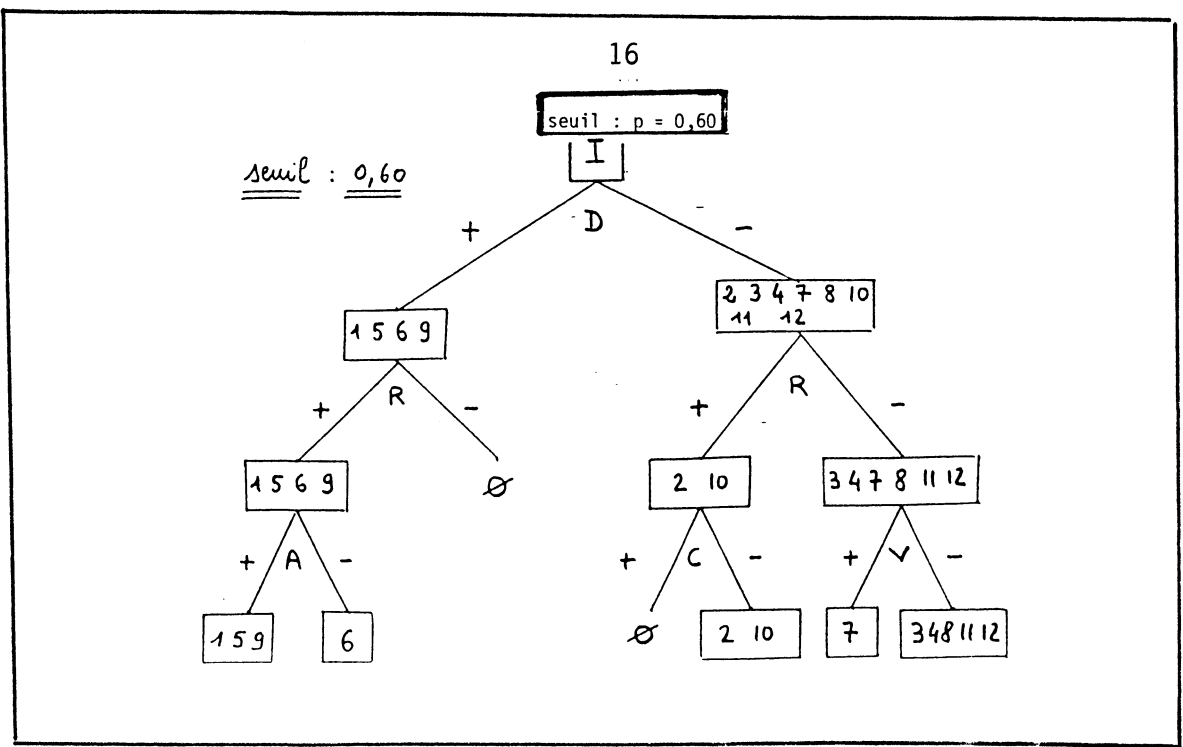 16
seuil : p = 0,60
I
seuil : 0,60
D
+ -
2 3 4 7 8 10
11 12
1 5 6 9
R
+ -
R
+ -
1 5 6 9
∅
2 10
3 4 7 8 11 12
+ A -
+ C -
+ V -
1 5 9
6
∅
2 10
7
3 4 8 11 12